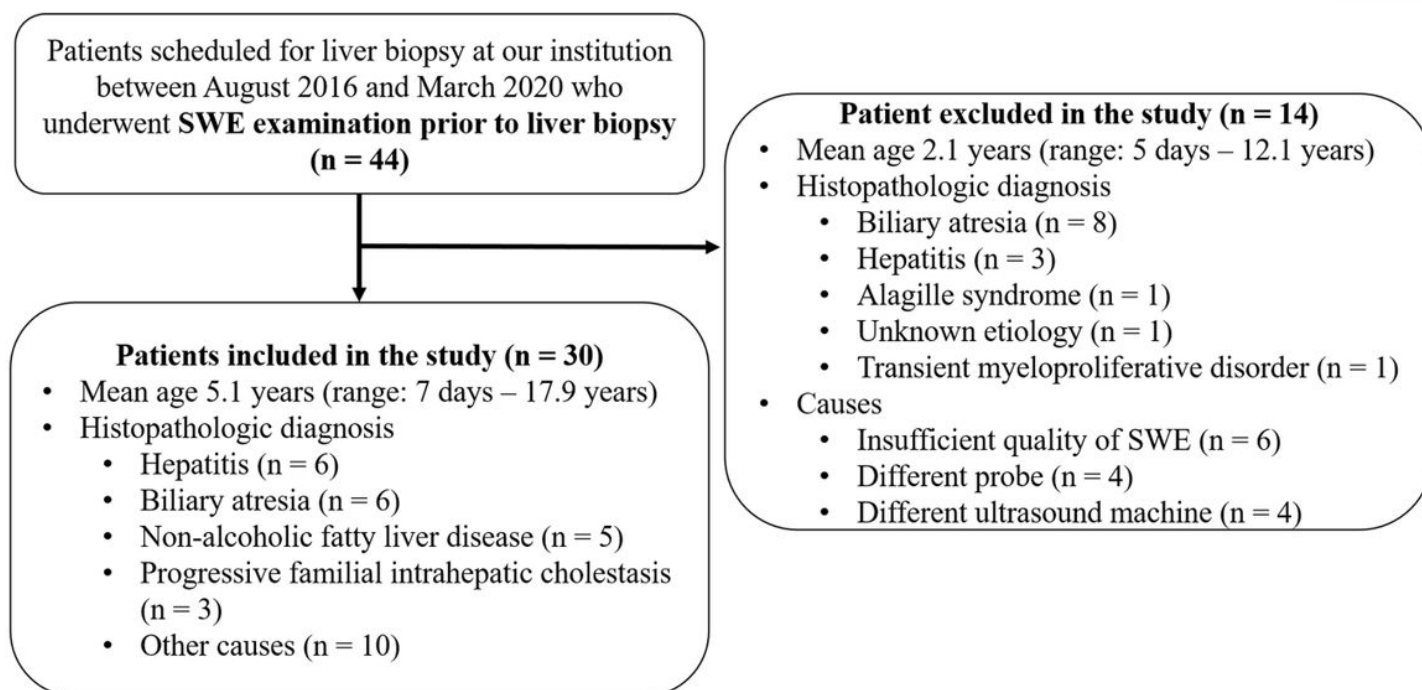 Patients scheduled for liver biopsy at our institution
between August 2016 and March 2020 who
underwent SWE examination prior to liver biopsy
(n = 44)
Patient excluded in the study (n = 14)
• Mean age 2.1 years (range: 5 days – 12.1 years)
• Histopathologic diagnosis
• Biliary atresia (n = 8)
• Hepatitis (n = 3)
• Alagille syndrome (n = 1)
• Unknown etiology (n = 1)
• Transient myeloproliferative disorder (n = 1)
• Causes
• Insufficient quality of SWE (n = 6)
• Different probe (n = 4)
• Different ultrasound machine (n = 4)
Patients included in the study (n = 30)
• Mean age 5.1 years (range: 7 days – 17.9 years)
• Histopathologic diagnosis
• Hepatitis (n = 6)
• Biliary atresia (n = 6)
• Non-alcoholic fatty liver disease (n = 5)
• Progressive familial intrahepatic cholestasis
(n = 3)
• Other causes (n = 10)